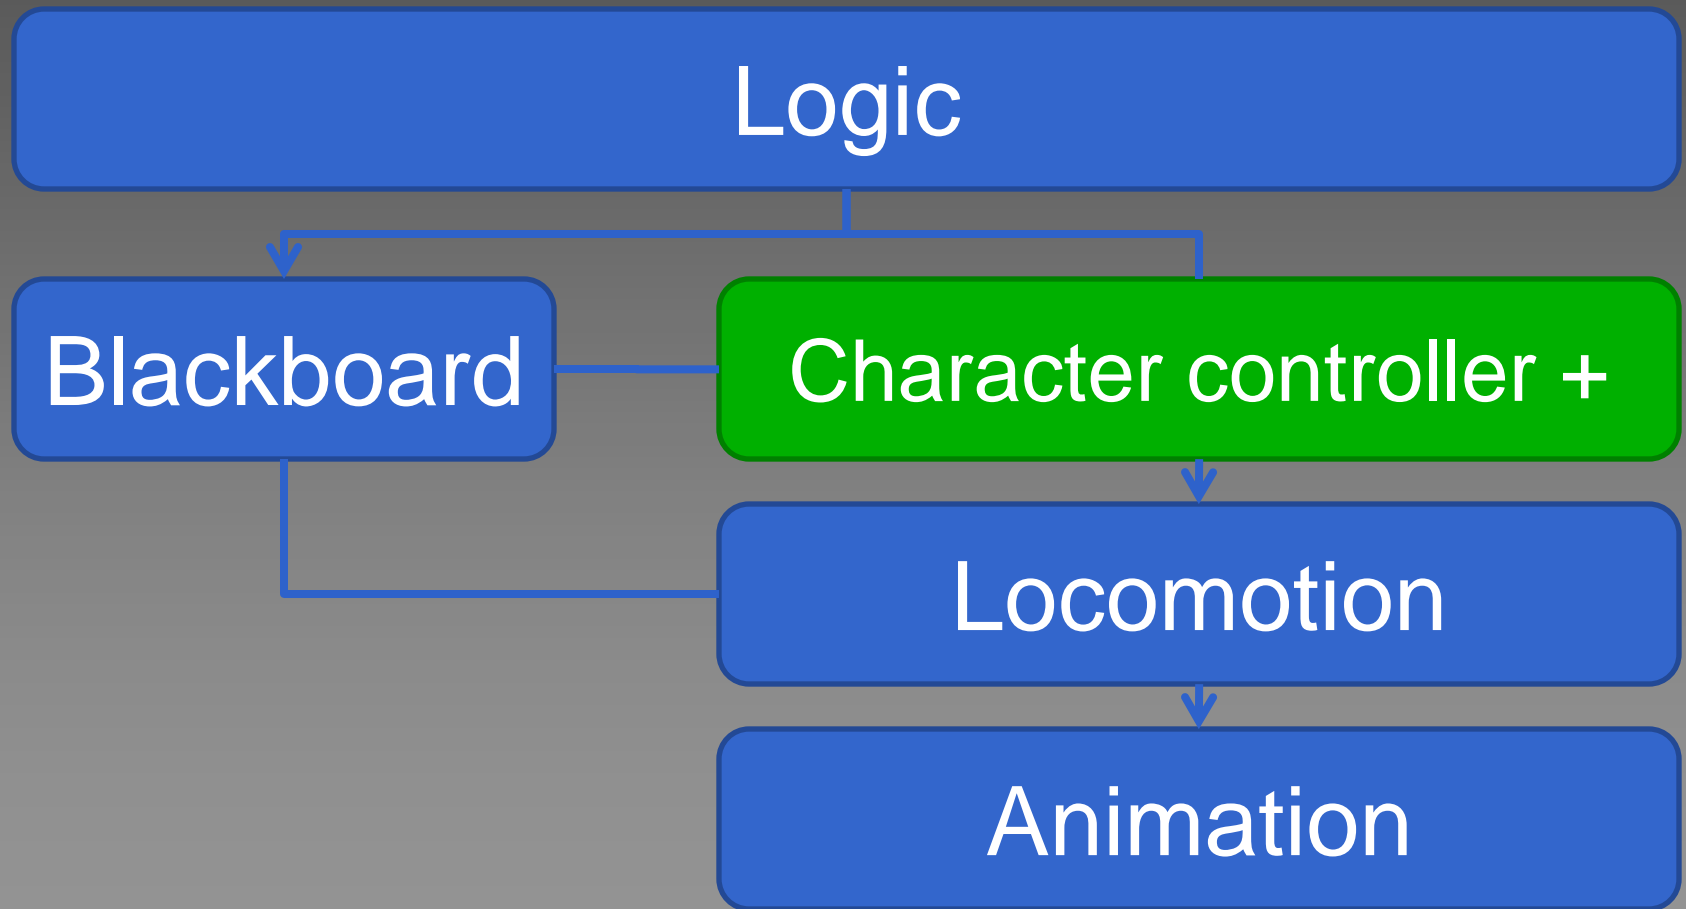 Logic
Blackboard
Character controller +
Locomotion
Animation